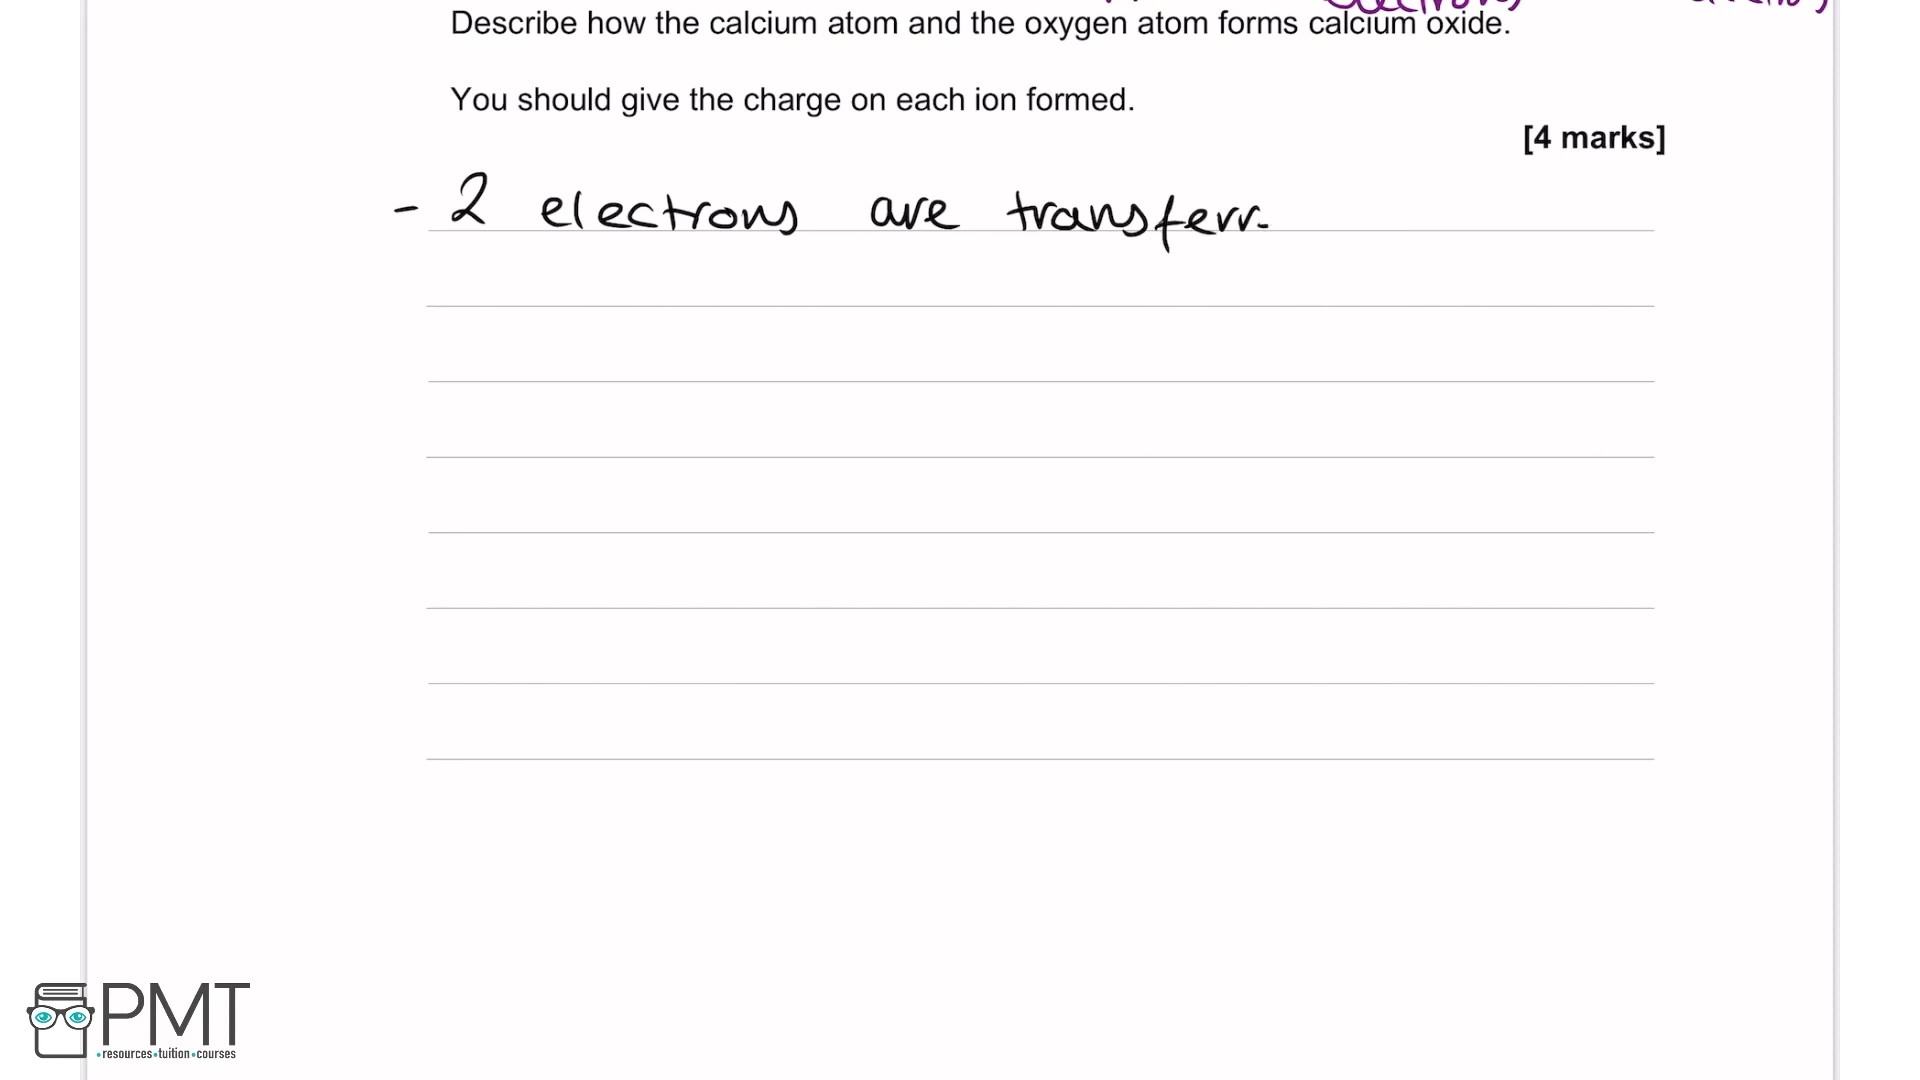 Describe how the calcium atom and the oxygen atom forms calcium oxide.
You should give the charge on each ion formed.
[4 marks]
- 2 electrons are transferr
PMT
•resources•tuition•courses